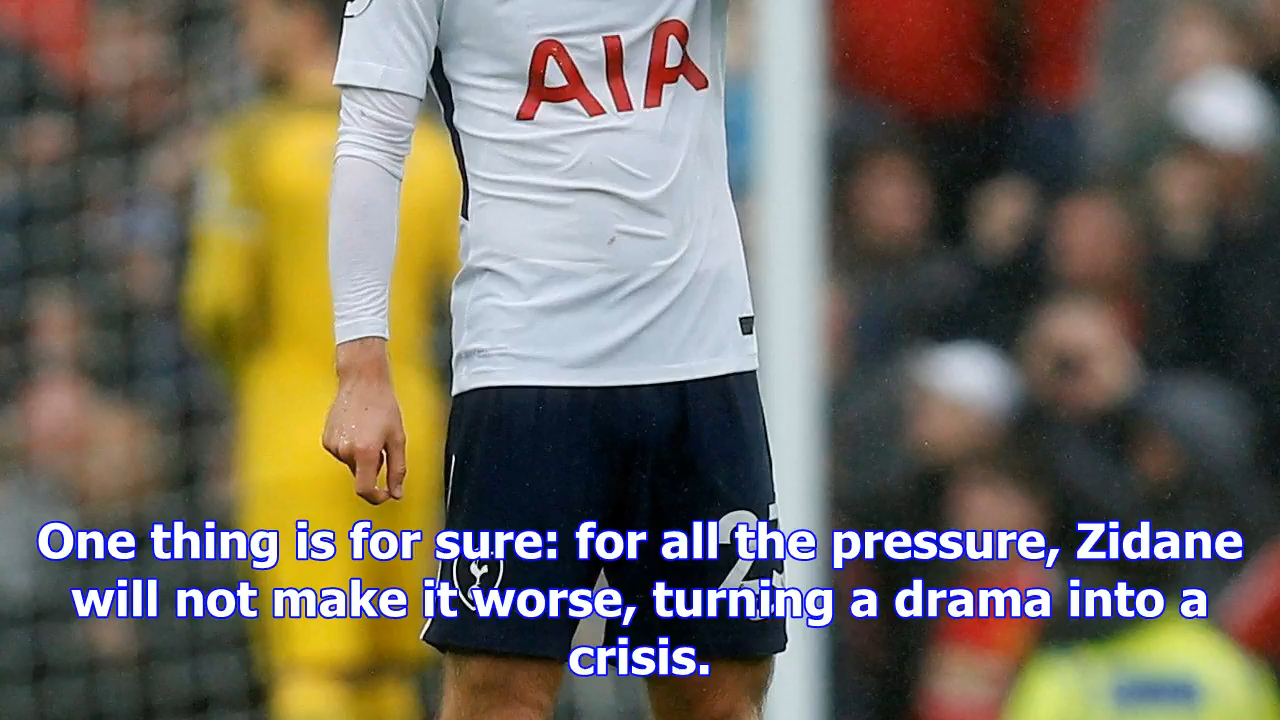 AIA
2
One thing is for sure: for all the pressure, Zidane
will not make it worse, turning a drama into a
crisis.